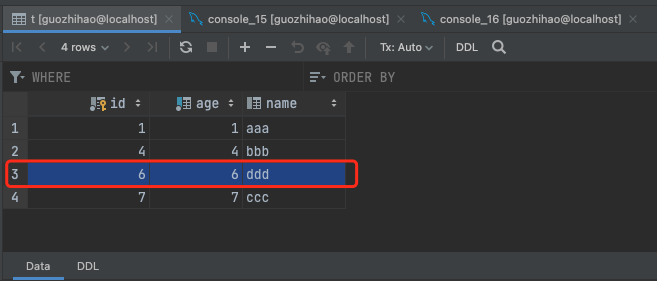 t [guozhihao@localhost] console_15 [guozhihao@localhost] console_16 [guozhihao@localhost]
4 rows Tx: Auto DDL
WHERE ORDER BY
id age name
1 1 1 aaa
2 4 4 bbb
3 6 6 ddd
4 7 7 ccc
Data DDL